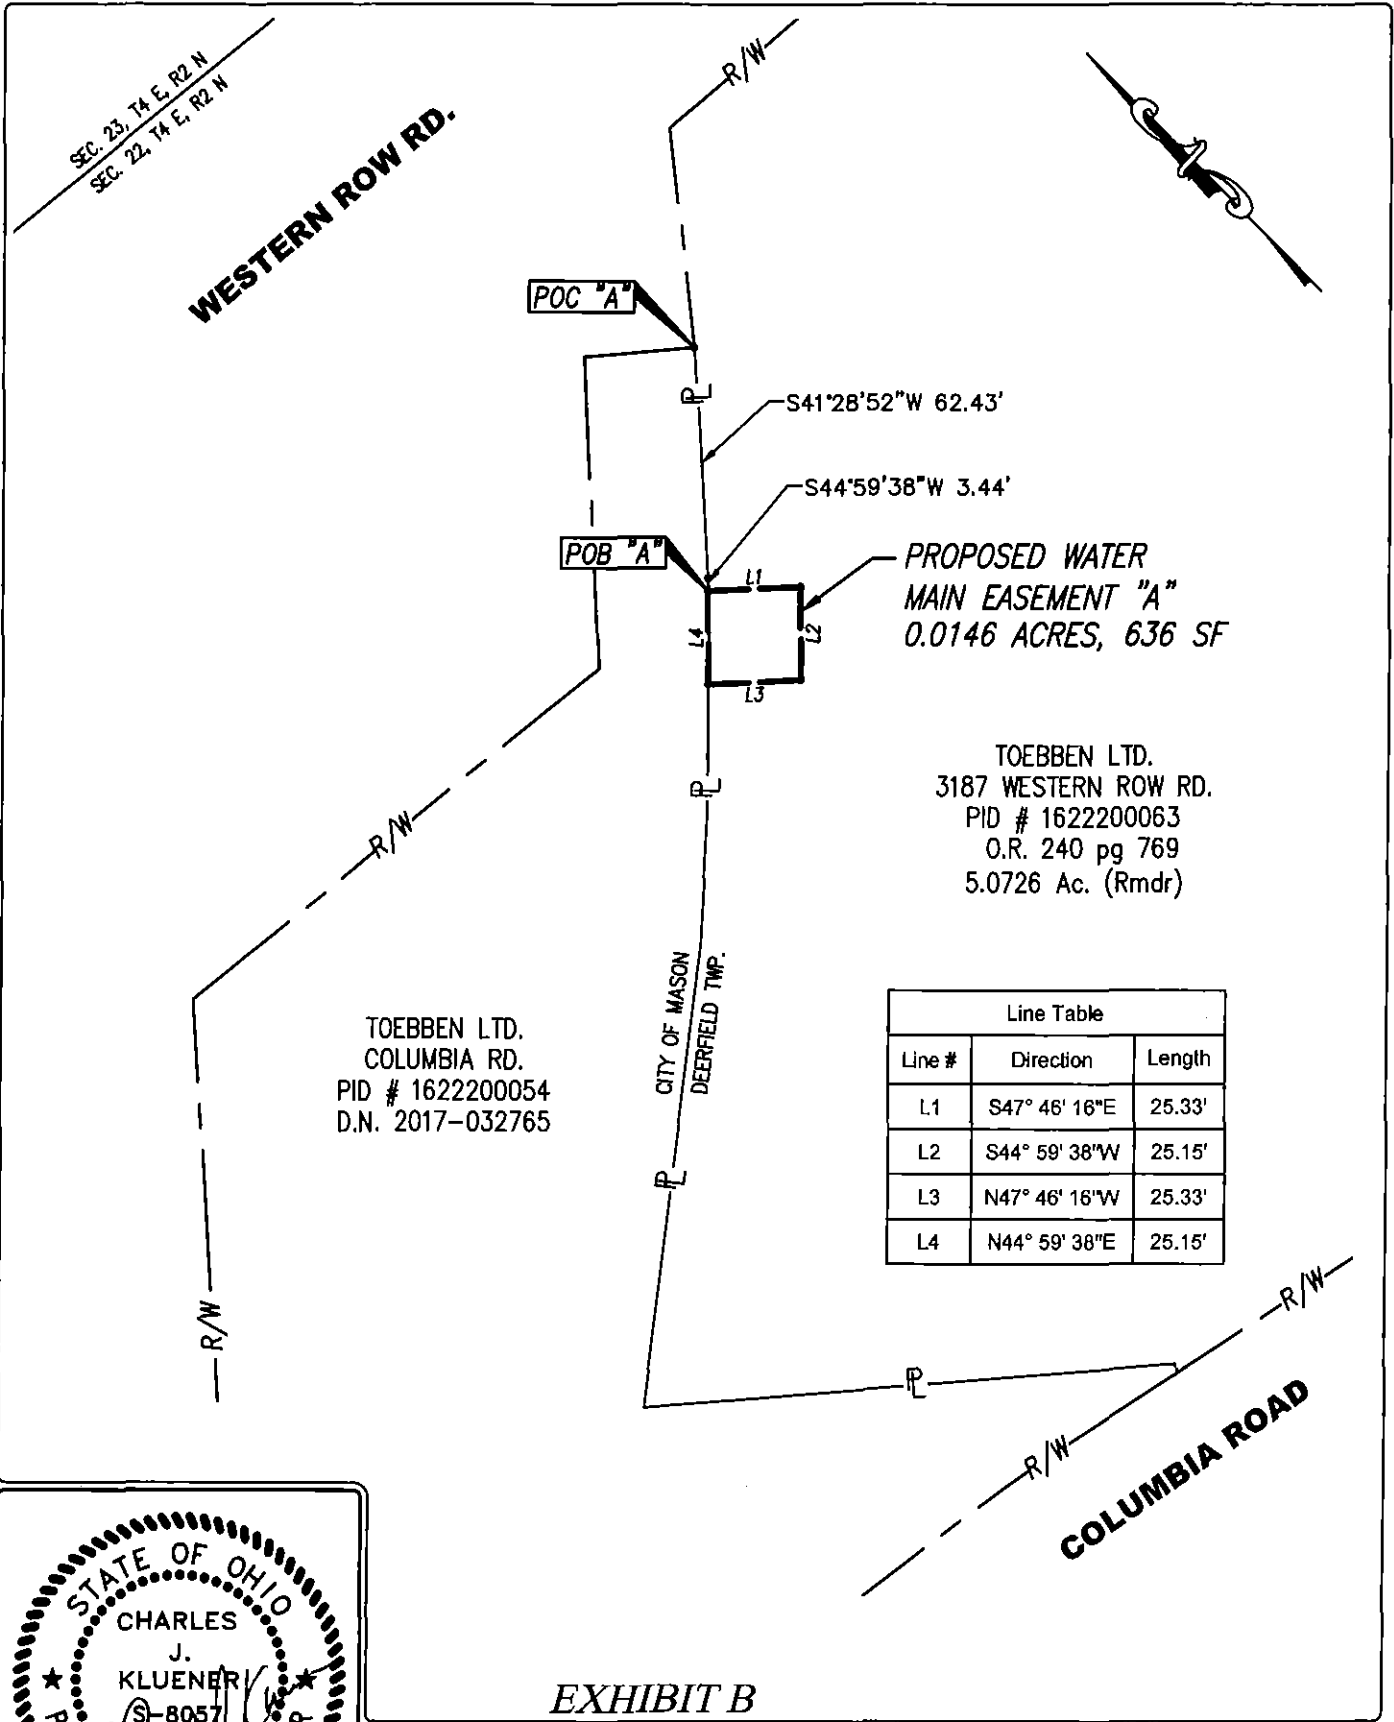 SEC. 23, T4 E, R2 N
SEC. 22, T4 E, R2 N
WESTERN ROW RD.
R/W
POC "A"
PL
S41°28'52"W 62.43'
S44°59'38"W 3.44'
POB "A"
L1
L2
L3
L4
PROPOSED WATER
MAIN EASEMENT "A"
0.0146 ACRES, 636 SF
PL
TOEBBEN LTD.
3187 WESTERN ROW RD.
PID # 1622200063
O.R. 240 pg 769
5.0726 Ac. (Rmdr)
R/W
CITY OF MASON
DEERFIELD TWP.
TOEBBEN LTD.
COLUMBIA RD.
PID # 1622200054
D.N. 2017-032765
Line Table
Line # Direction Length
L1 S47° 46' 16"E 25.33'
L2 S44° 59' 38"W 25.15'
L3 N47° 46' 16"W 25.33'
L4 N44° 59' 38"E 25.15'
PL
R/W
R/W
PL
R/W
COLUMBIA ROAD
STATE OF OHIO
CHARLES
J.
KLUENER
S-8057
EXHIBIT B